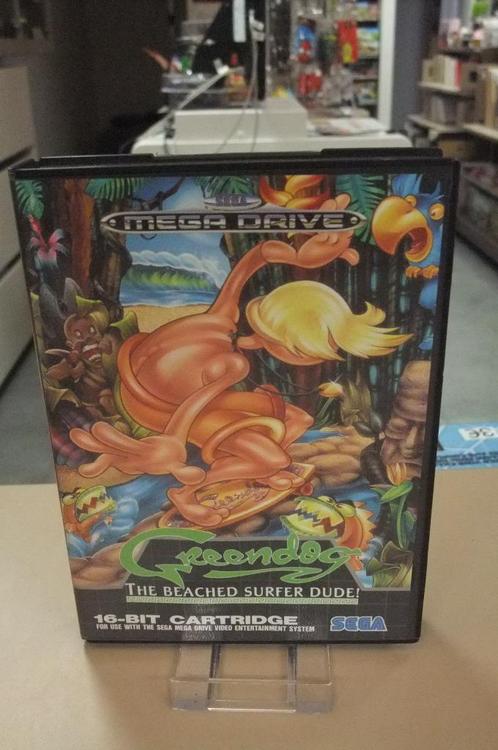 SEGA
MEGA DRIVE
Greendog
THE BEACHED SURFER DUDE!
16-BIT CARTRIDGE
FOR USE WITH THE SEGA MEGA DRIVE VIDEO ENTERTAINMENT SYSTEM
SEGA